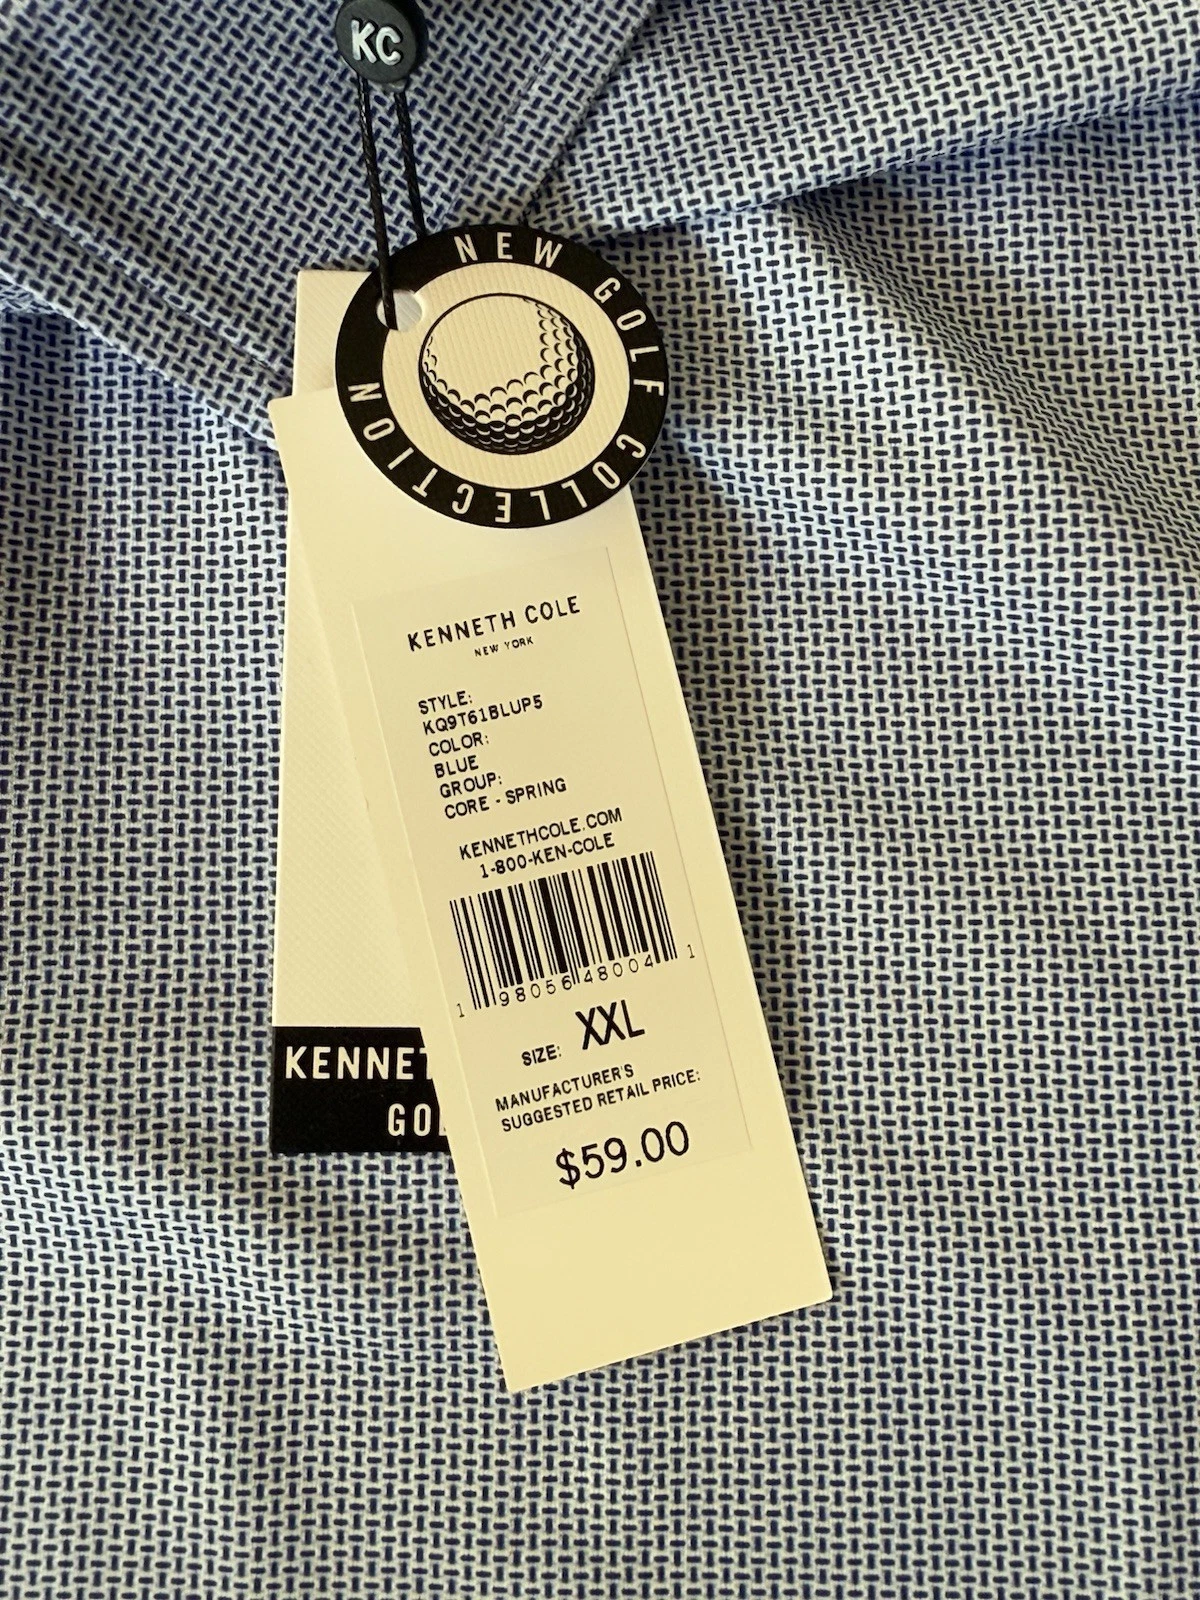 KC
NEW GOLF COLLECTION
KENNETH COLE
NEW YORK
STYLE:
KQ9T61BLUP5
COLOR:
BLUE
GROUP:
CORE - SPRING
KENNETHCOLE.COM
1-800-KEN-COLE
1 98056 48004 1
SIZE: XXL
MANUFACTURER'S
SUGGESTED RETAIL PRICE:
$59.00
KENNET
GOL